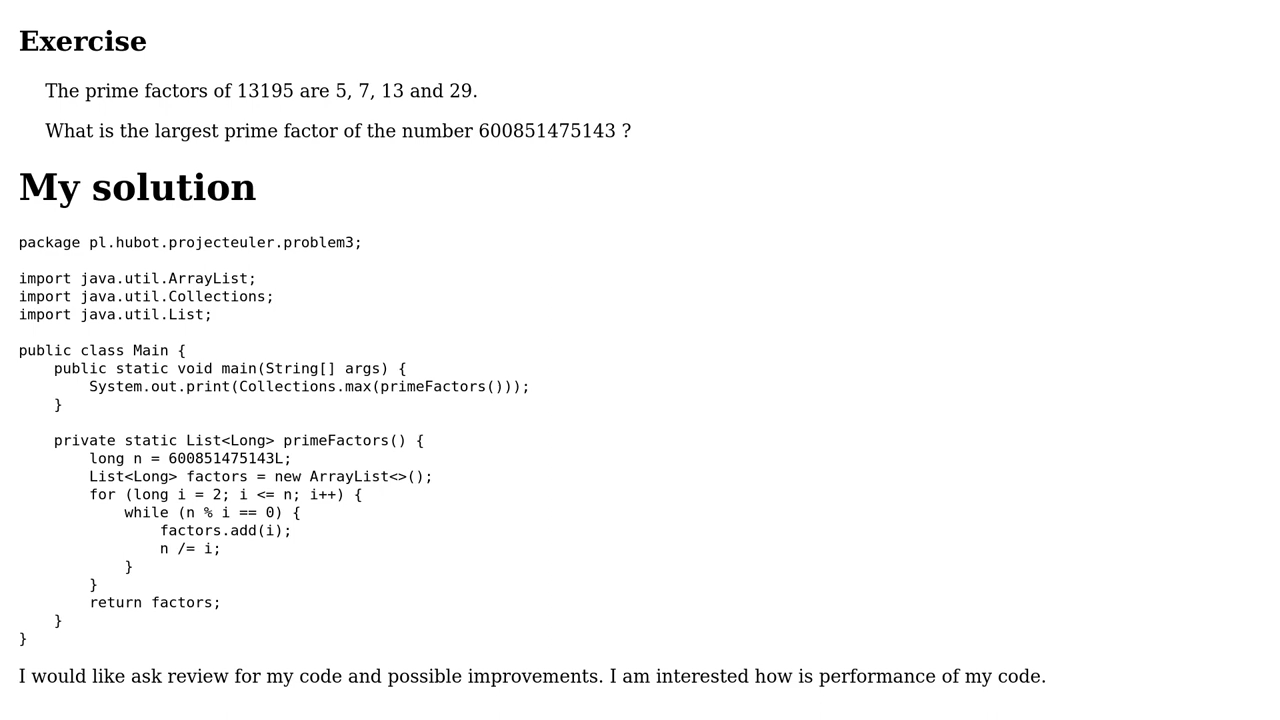 Exercise
The prime factors of 13195 are 5, 7, 13 and 29.
What is the largest prime factor of the number 600851475143 ?
My solution
package pl.hubot.projecteuler.problem3;
import java.util.ArrayList;
import java.util.Collections;
import java.util.List;
public class Main {
    public static void main(String[] args) {
        System.out.print(Collections.max(primeFactors()));
    }
    private static List<Long> primeFactors() {
        long n = 600851475143L;
        List<Long> factors = new ArrayList<>();
        for (long i = 2; i <= n; i++) {
            while (n % i == 0) {
                factors.add(i);
                n /= i;
            }
        }
        return factors;
    }
}
I would like ask review for my code and possible improvements. I am interested how is performance of my code.